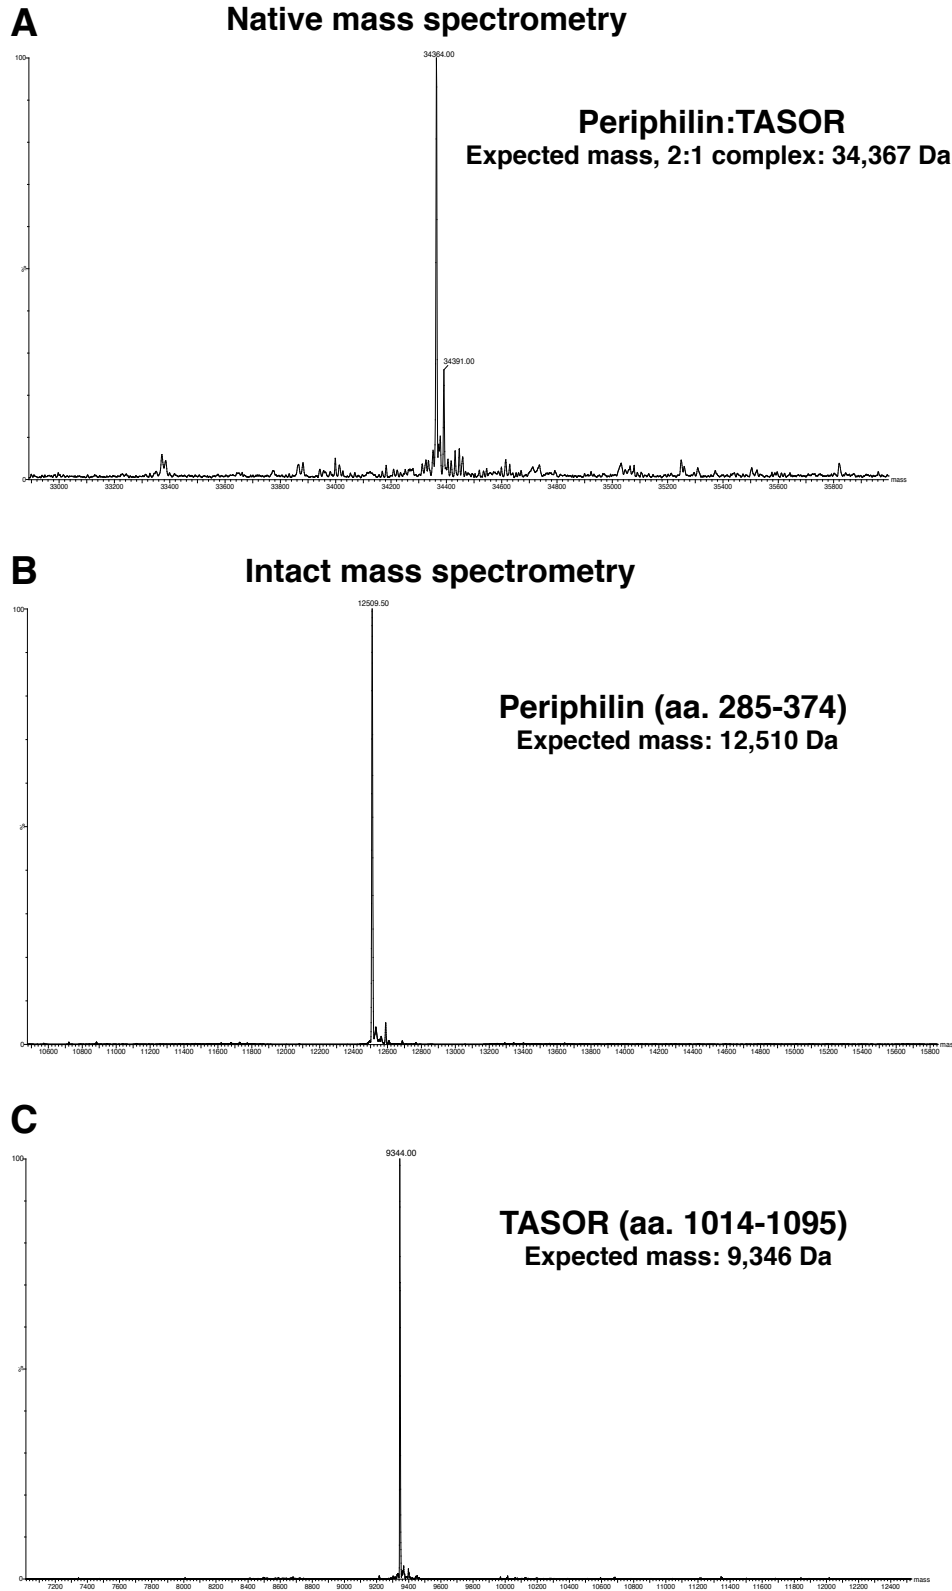 A
Native mass spectrometry
100
34364.00
Periphilin:TASOR
Expected mass, 2:1 complex: 34,367 Da
%
34391.00
0
33000 33200 33400 33600 33800 34000 34200 34400 34600 34800 35000 35200 35400 35600 35800
mass
B
Intact mass spectrometry
100
12509.50
Periphilin (aa. 285-374)
Expected mass: 12,510 Da
%
0
10600 10800 11000 11200 11400 11600 11800 12000 12200 12400 12600 12800 13000 13200 13400 13600 13800 14000 14200 14400 14600 14800 15000 15200 15400 15600 15800
C
100
9344.00
TASOR (aa. 1014-1095)
Expected mass: 9,346 Da
%
0
7200 7400 7600 7800 8000 8200 8400 8600 8800 9000 9200 9400 9600 9800 10000 10200 10400 10600 10800 11000 11200 11400 11600 11800 12000 12200 12400
mass